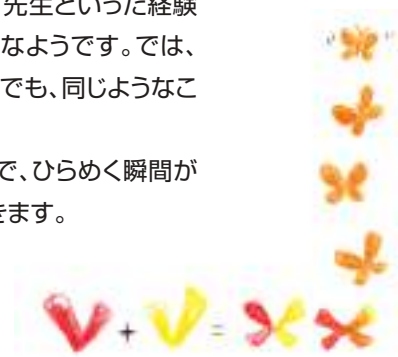 先生といった経験
なようです。では、
でも、同じようなこ
で、ひらめく瞬間が
きます。
+ =